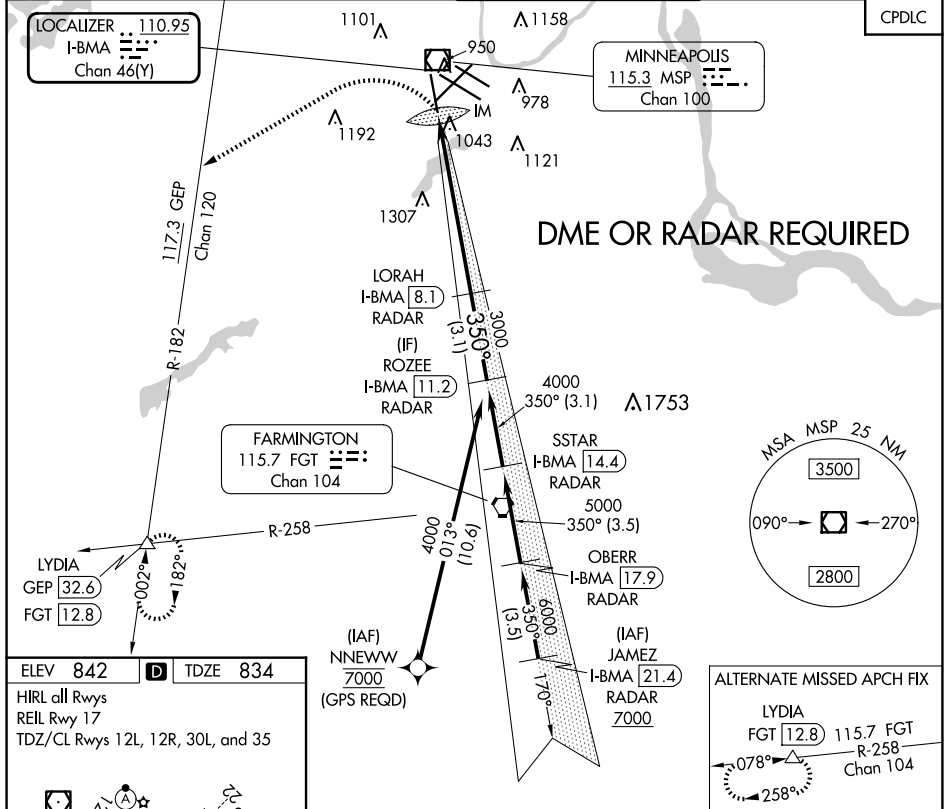 CPDLC
LOCALIZER 110.95
I-BMA
Chan 46(Y)
1101
1158
950
MINNEAPOLIS
115.3 MSP
Chan 100
978
IM
1192
1043
1121
1307
117.3 GEP
Chan 120
R-182
DME OR RADAR REQUIRED
LORAH
I-BMA 8.1
RADAR
350°
(3.1)
3000
(IF)
ROZEE
I-BMA 11.2
RADAR
4000
350° (3.1)
1753
FARMINGTON
115.7 FGT
Chan 104
SSTAR
I-BMA 14.4
RADAR
5000
350° (3.5)
MSA MSP 25 NM
3500
090°
270°
2800
R-258
LYDIA
GEP 32.6
FGT 12.8
002°
182°
4000
013°
(10.6)
OBERR
I-BMA 17.9
RADAR
6000
350°
(3.5)
(IAF)
NNEWW
7000
(GPS REQD)
(IAF)
JAMEZ
I-BMA 21.4
RADAR
7000
170°
ELEV 842
D
TDZE 834
HIRL all Rwys
REIL Rwy 17
TDZ/CL Rwys 12L, 12R, 30L, and 35
A
22
ALTERNATE MISSED APCH FIX
LYDIA
FGT 12.8 115.7 FGT
R-258
Chan 104
078°
258°